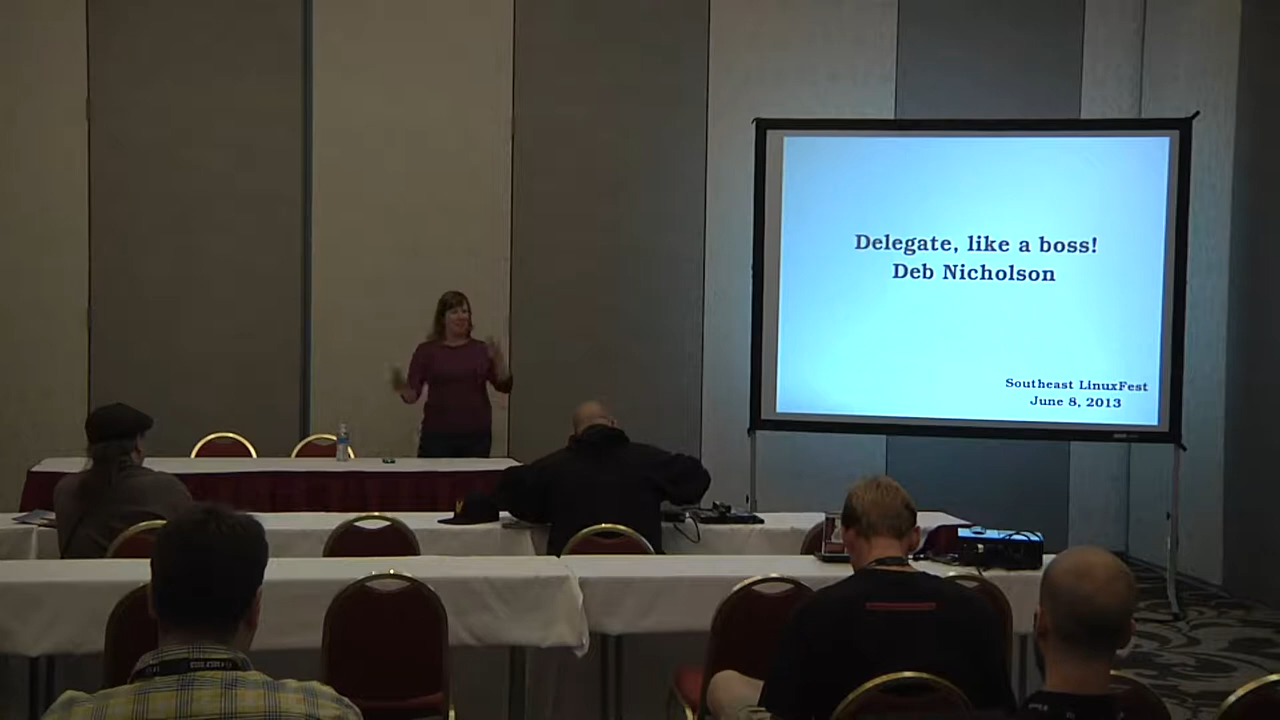 Delegate, like a boss!
Deb Nicholson
Southeast LinuxFest
June 8, 2013